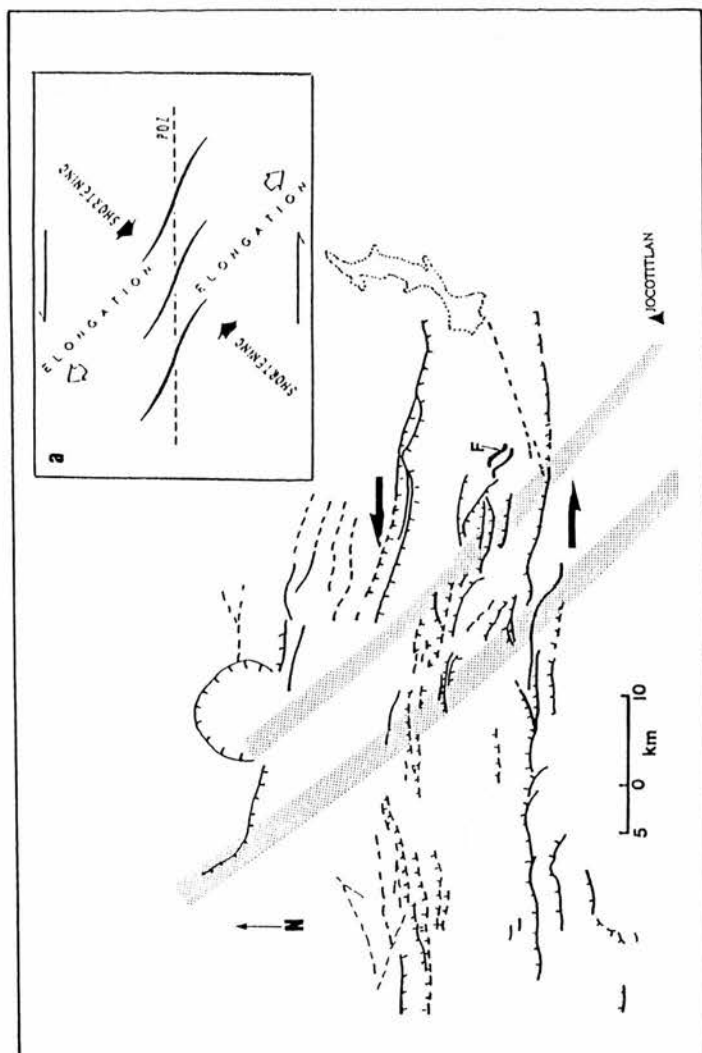 a
SHORTENING
PDZ
ELONGATION
ELONGATION
SHORTENING
N
F
JOCOTITLAN
5 0 10
km